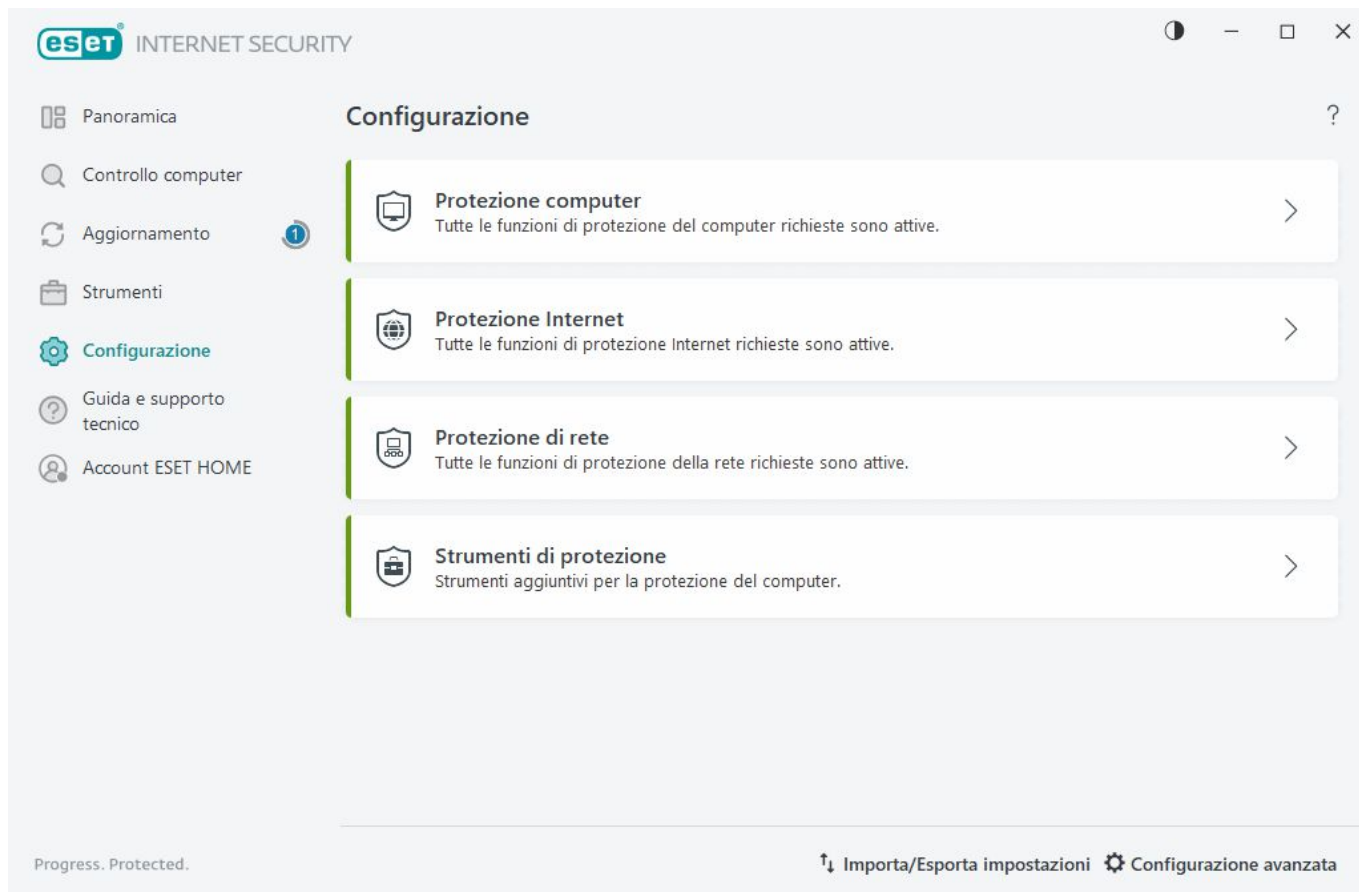 eset® INTERNET SECURITY
Panoramica
Controllo computer
Aggiornamento 1
Strumenti
Configurazione
Guida e supporto
tecnico
Account ESET HOME
Configurazione ?
Protezione computer
Tutte le funzioni di protezione del computer richieste sono attive.
Protezione Internet
Tutte le funzioni di protezione Internet richieste sono attive.
Protezione di rete
Tutte le funzioni di protezione della rete richieste sono attive.
Strumenti di protezione
Strumenti aggiuntivi per la protezione del computer.
Progress. Protected.
Importa/Esporta impostazioni Configurazione avanzata